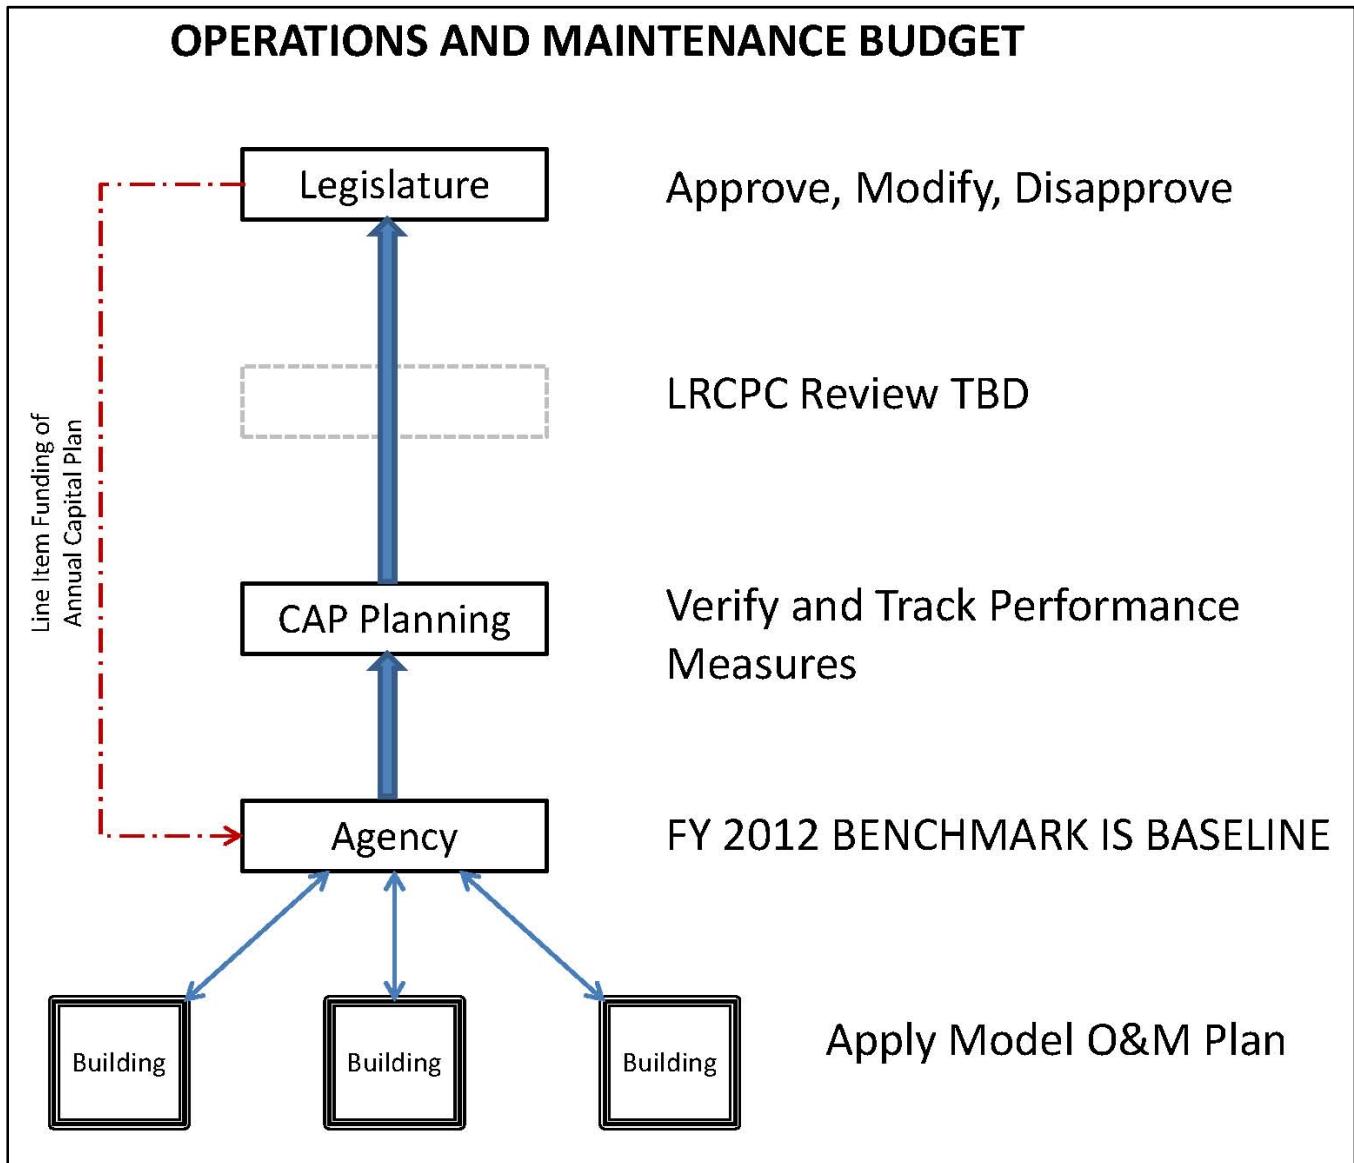 OPERATIONS AND MAINTENANCE BUDGET
Legislature
Approve, Modify, Disapprove
LRCPC Review TBD
Line Item Funding of
Annual Capital Plan
CAP Planning
Verify and Track Performance
Measures
Agency
FY 2012 BENCHMARK IS BASELINE
Building
Building
Building
Apply Model O&M Plan